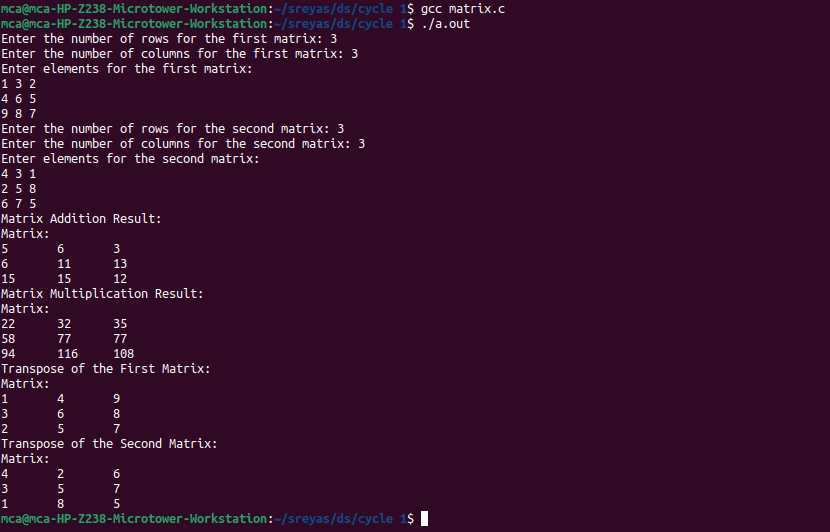 mca@mca-HP-Z238-Microtower-Workstation:~/sreyas/ds/cycle 1$ gcc matrix.c
mca@mca-HP-Z238-Microtower-Workstation:~/sreyas/ds/cycle 1$ ./a.out
Enter the number of rows for the first matrix: 3
Enter the number of columns for the first matrix: 3
Enter elements for the first matrix:
1 3 2
4 6 5
9 8 7
Enter the number of rows for the second matrix: 3
Enter the number of columns for the second matrix: 3
Enter elements for the second matrix:
4 3 1
2 5 8
6 7 5
Matrix Addition Result:
Matrix:
5       6       3
6       11      13
15      15      12
Matrix Multiplication Result:
Matrix:
22      32      35
58      77      77
94      116     108
Transpose of the First Matrix:
Matrix:
1       4       9
3       6       8
2       5       7
Transpose of the Second Matrix:
Matrix:
4       2       6
3       5       7
1       8       5
mca@mca-HP-Z238-Microtower-Workstation:~/sreyas/ds/cycle 1$